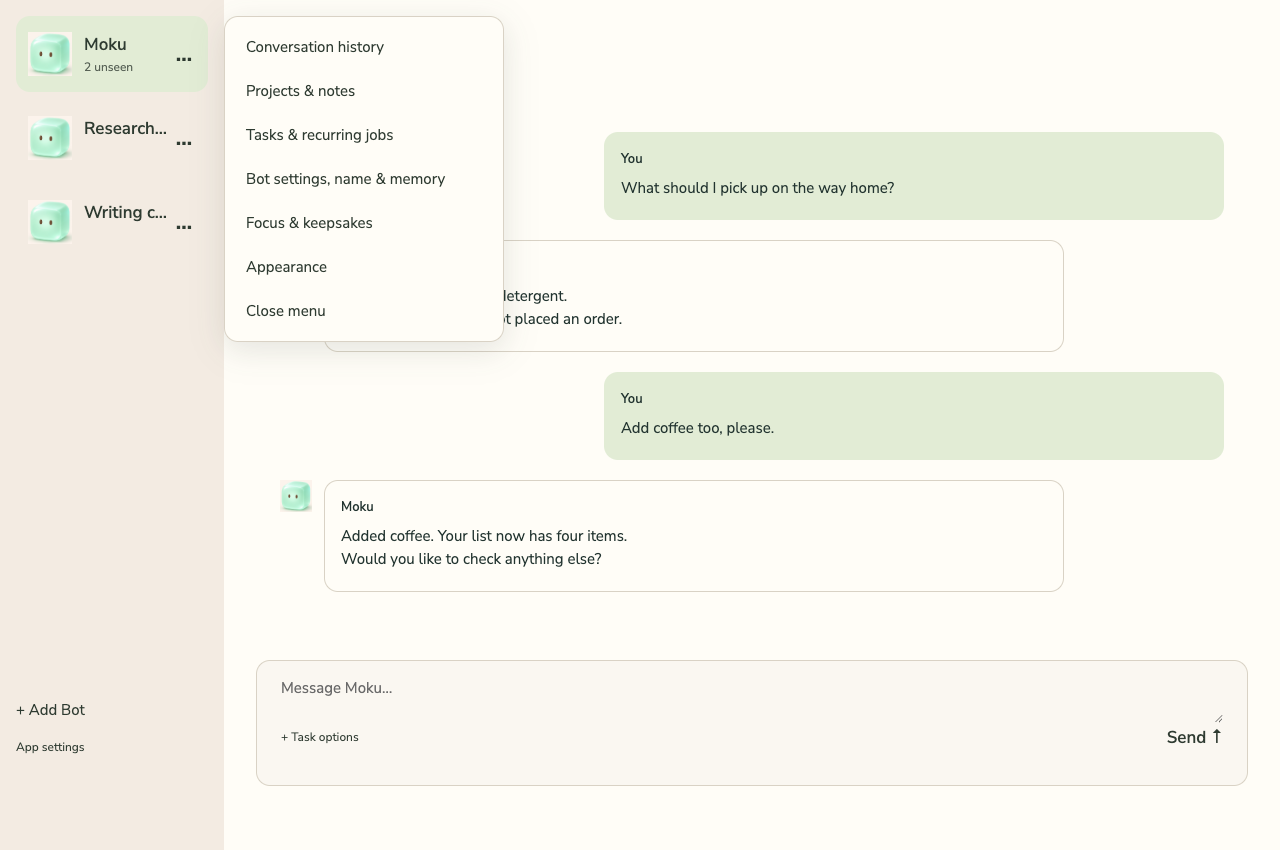 Moku
2 unseen
...
Research...
...
Writing c...
...
+ Add Bot
App settings
Conversation history
Projects & notes
Tasks & recurring jobs
Bot settings, name & memory
Focus & keepsakes
Appearance
Close menu
You
What should I pick up on the way home?
detergent.
placed an order.
You
Add coffee too, please.
Moku
Added coffee. Your list now has four items.
Would you like to check anything else?
Message Moku...
+ Task options
Send ↑